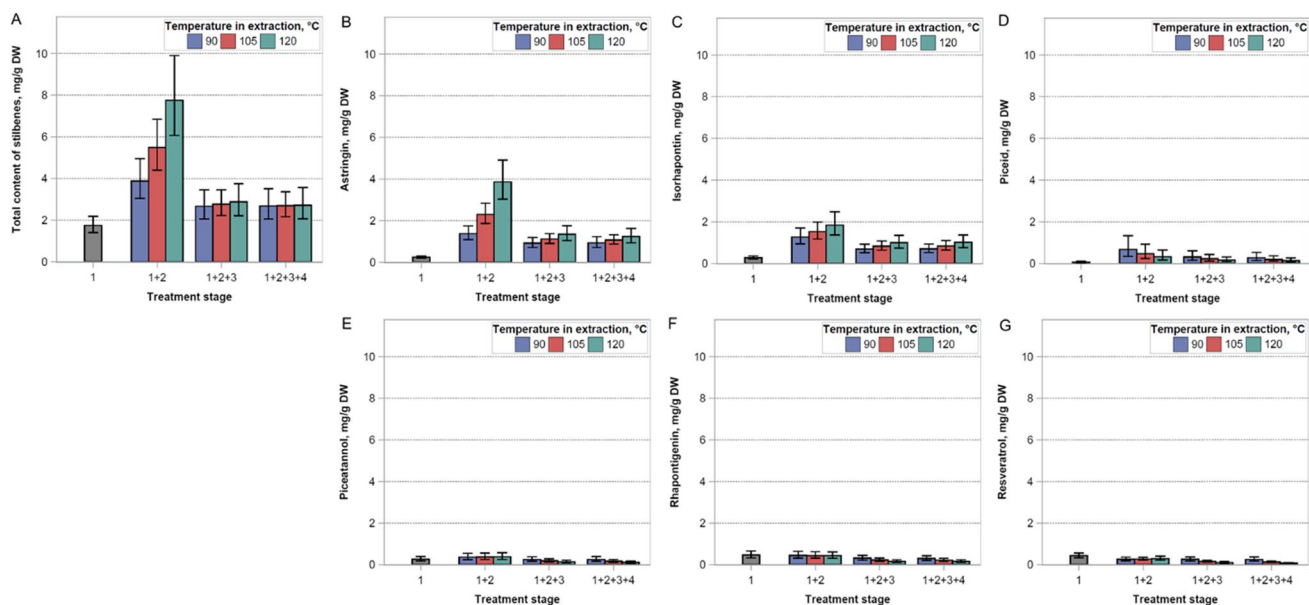 A
Temperature in extraction, °C
90 105 120
Total content of stilbenes, mg/g DW
10
8
6
4
2
0
1 1+2 1+2+3 1+2+3+4
Treatment stage
B
Temperature in extraction, °C
90 105 120
Astringin, mg/g DW
10
8
6
4
2
0
1 1+2 1+2+3 1+2+3+4
Treatment stage
C
Temperature in extraction, °C
90 105 120
Isorhapontin, mg/g DW
10
8
6
4
2
0
1 1+2 1+2+3 1+2+3+4
Treatment stage
D
Temperature in extraction, °C
90 105 120
Piceid, mg/g DW
10
8
6
4
2
0
1 1+2 1+2+3 1+2+3+4
Treatment stage
E
Temperature in extraction, °C
90 105 120
Piceatannol, mg/g DW
10
8
6
4
2
0
1 1+2 1+2+3 1+2+3+4
Treatment stage
F
Temperature in extraction, °C
90 105 120
Rhapontigenin, mg/g DW
10
8
6
4
2
0
1 1+2 1+2+3 1+2+3+4
Treatment stage
G
Temperature in extraction, °C
90 105 120
Resveratrol, mg/g DW
10
8
6
4
2
0
1 1+2 1+2+3 1+2+3+4
Treatment stage